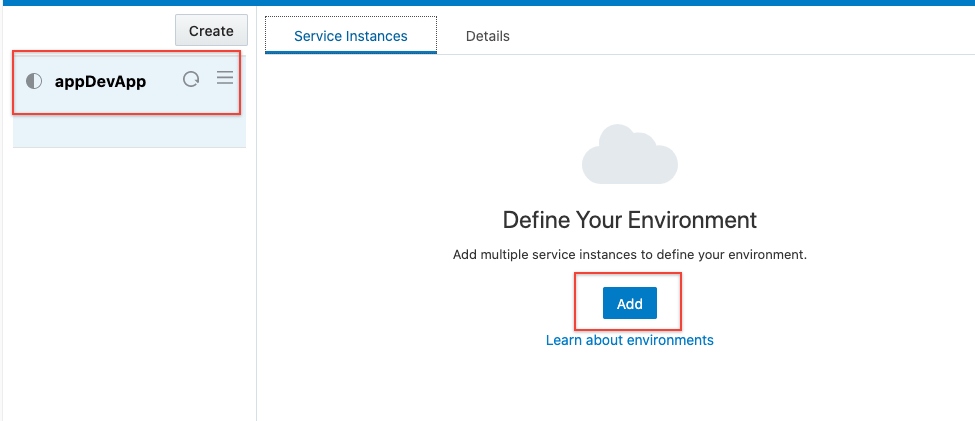 Create
appDevApp
Service Instances
Details
Define Your Environment
Add multiple service instances to define your environment.
Add
Learn about environments